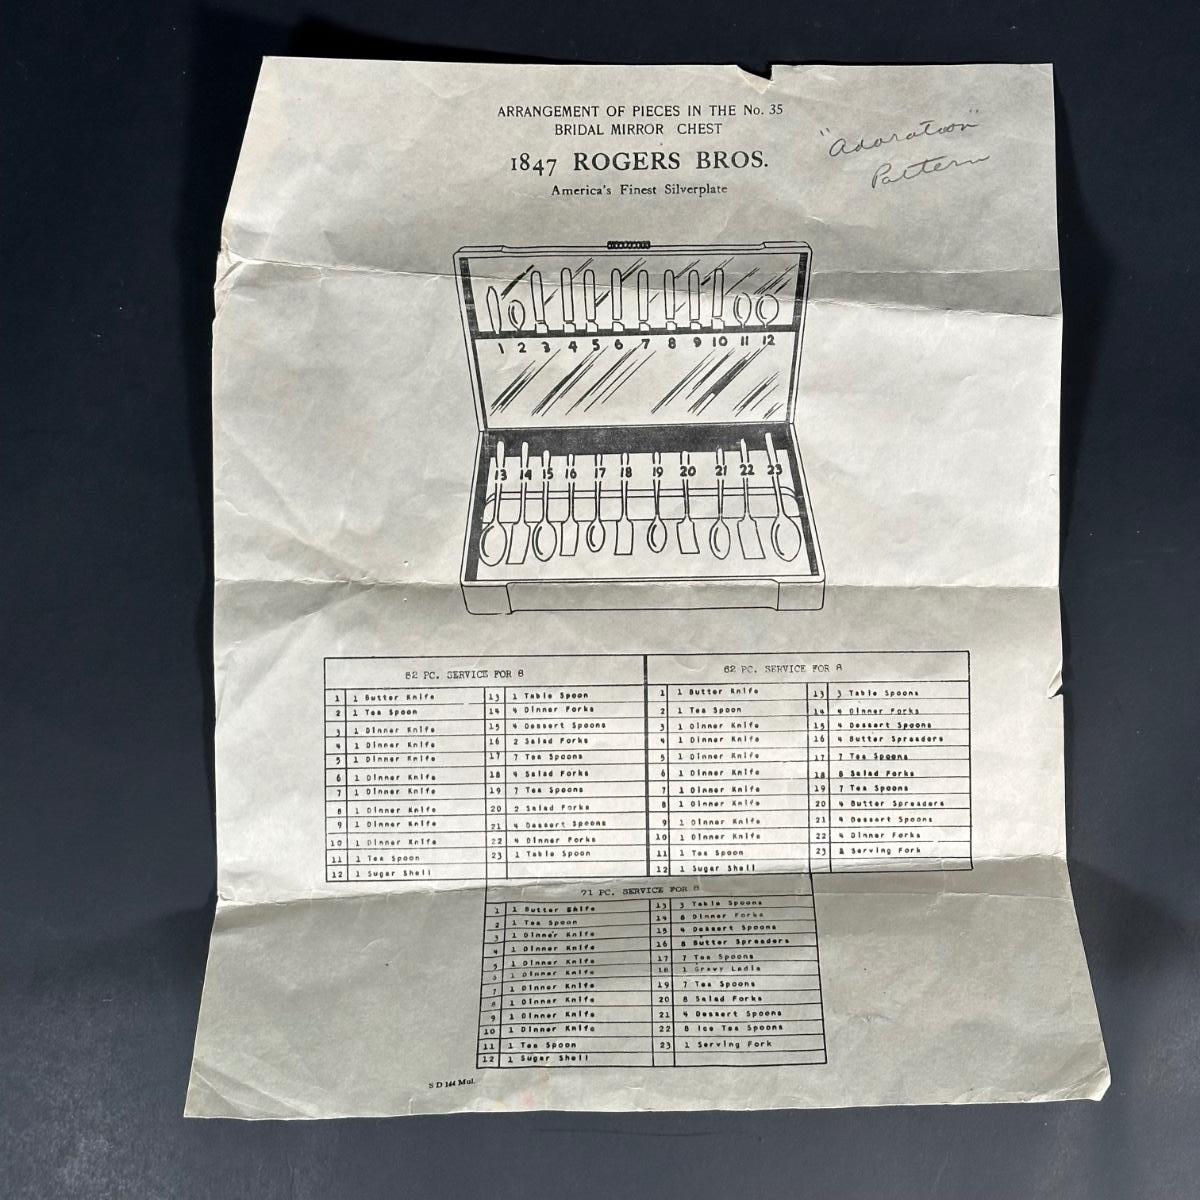 ARRANGEMENT OF PIECES IN THE No. 35
BRIDAL MIRROR CHEST
1847 ROGERS BROS.
America's Finest Silverplate
"Adoration"
Pattern
1 2 3 4 5 6 7 8 9 10 11 12
13 14 15 16 17 18 19 20 21 22 23
62 PC. SERVICE FOR 8
1 1 Butter Knife 13 1 Table Spoon
2 1 Tea Spoon 14 4 Dinner Forks
3 1 Dinner Knife 15 4 Dessert Spoons
4 1 Dinner Knife 16 2 Salad Forks
5 1 Dinner Knife 17 7 Tea Spoons
6 1 Dinner Knife 18 4 Salad Forks
7 1 Dinner Knife 19 7 Tea Spoons
8 1 Dinner Knife 20 2 Salad Forks
9 1 Dinner Knife 21 4 Dessert Spoons
10 1 Dinner Knife 22 4 Dinner Forks
11 1 Tea Spoon 23 1 Table Spoon
12 1 Sugar Shell
62 PC. SERVICE FOR 8
1 1 Butter Knife 13 3 Table Spoons
2 1 Tea Spoon 14 4 Dinner Forks
3 1 Dinner Knife 15 4 Dessert Spoons
4 1 Dinner Knife 16 4 Butter Spreaders
5 1 Dinner Knife 17 7 Tea Spoons
6 1 Dinner Knife 18 8 Salad Forks
7 1 Dinner Knife 19 7 Tea Spoons
8 1 Dinner Knife 20 4 Butter Spreaders
9 1 Dinner Knife 21 4 Dessert Spoons
10 1 Dinner Knife 22 4 Dinner Forks
11 1 Tea Spoon 23 Serving Fork
12 1 Sugar Shell
71 PC. SERVICE FOR 8
1 1 Butter Knife 13 3 Table Spoons
2 1 Tea Spoon 14 8 Dinner Forks
3 1 Dinner Knife 15 4 Dessert Spoons
4 1 Dinner Knife 16 8 Butter Spreaders
5 1 Dinner Knife 17 7 Tea Spoons
6 1 Dinner Knife 18 1 Gravy Ladle
7 1 Dinner Knife 19 7 Tea Spoons
8 1 Dinner Knife 20 8 Salad Forks
9 1 Dinner Knife 21 4 Dessert Spoons
10 1 Dinner Knife 22 8 Ice Tea Spoons
11 1 Tea Spoon 23 1 Serving Fork
12 1 Sugar Shell
S D 144 Mul.